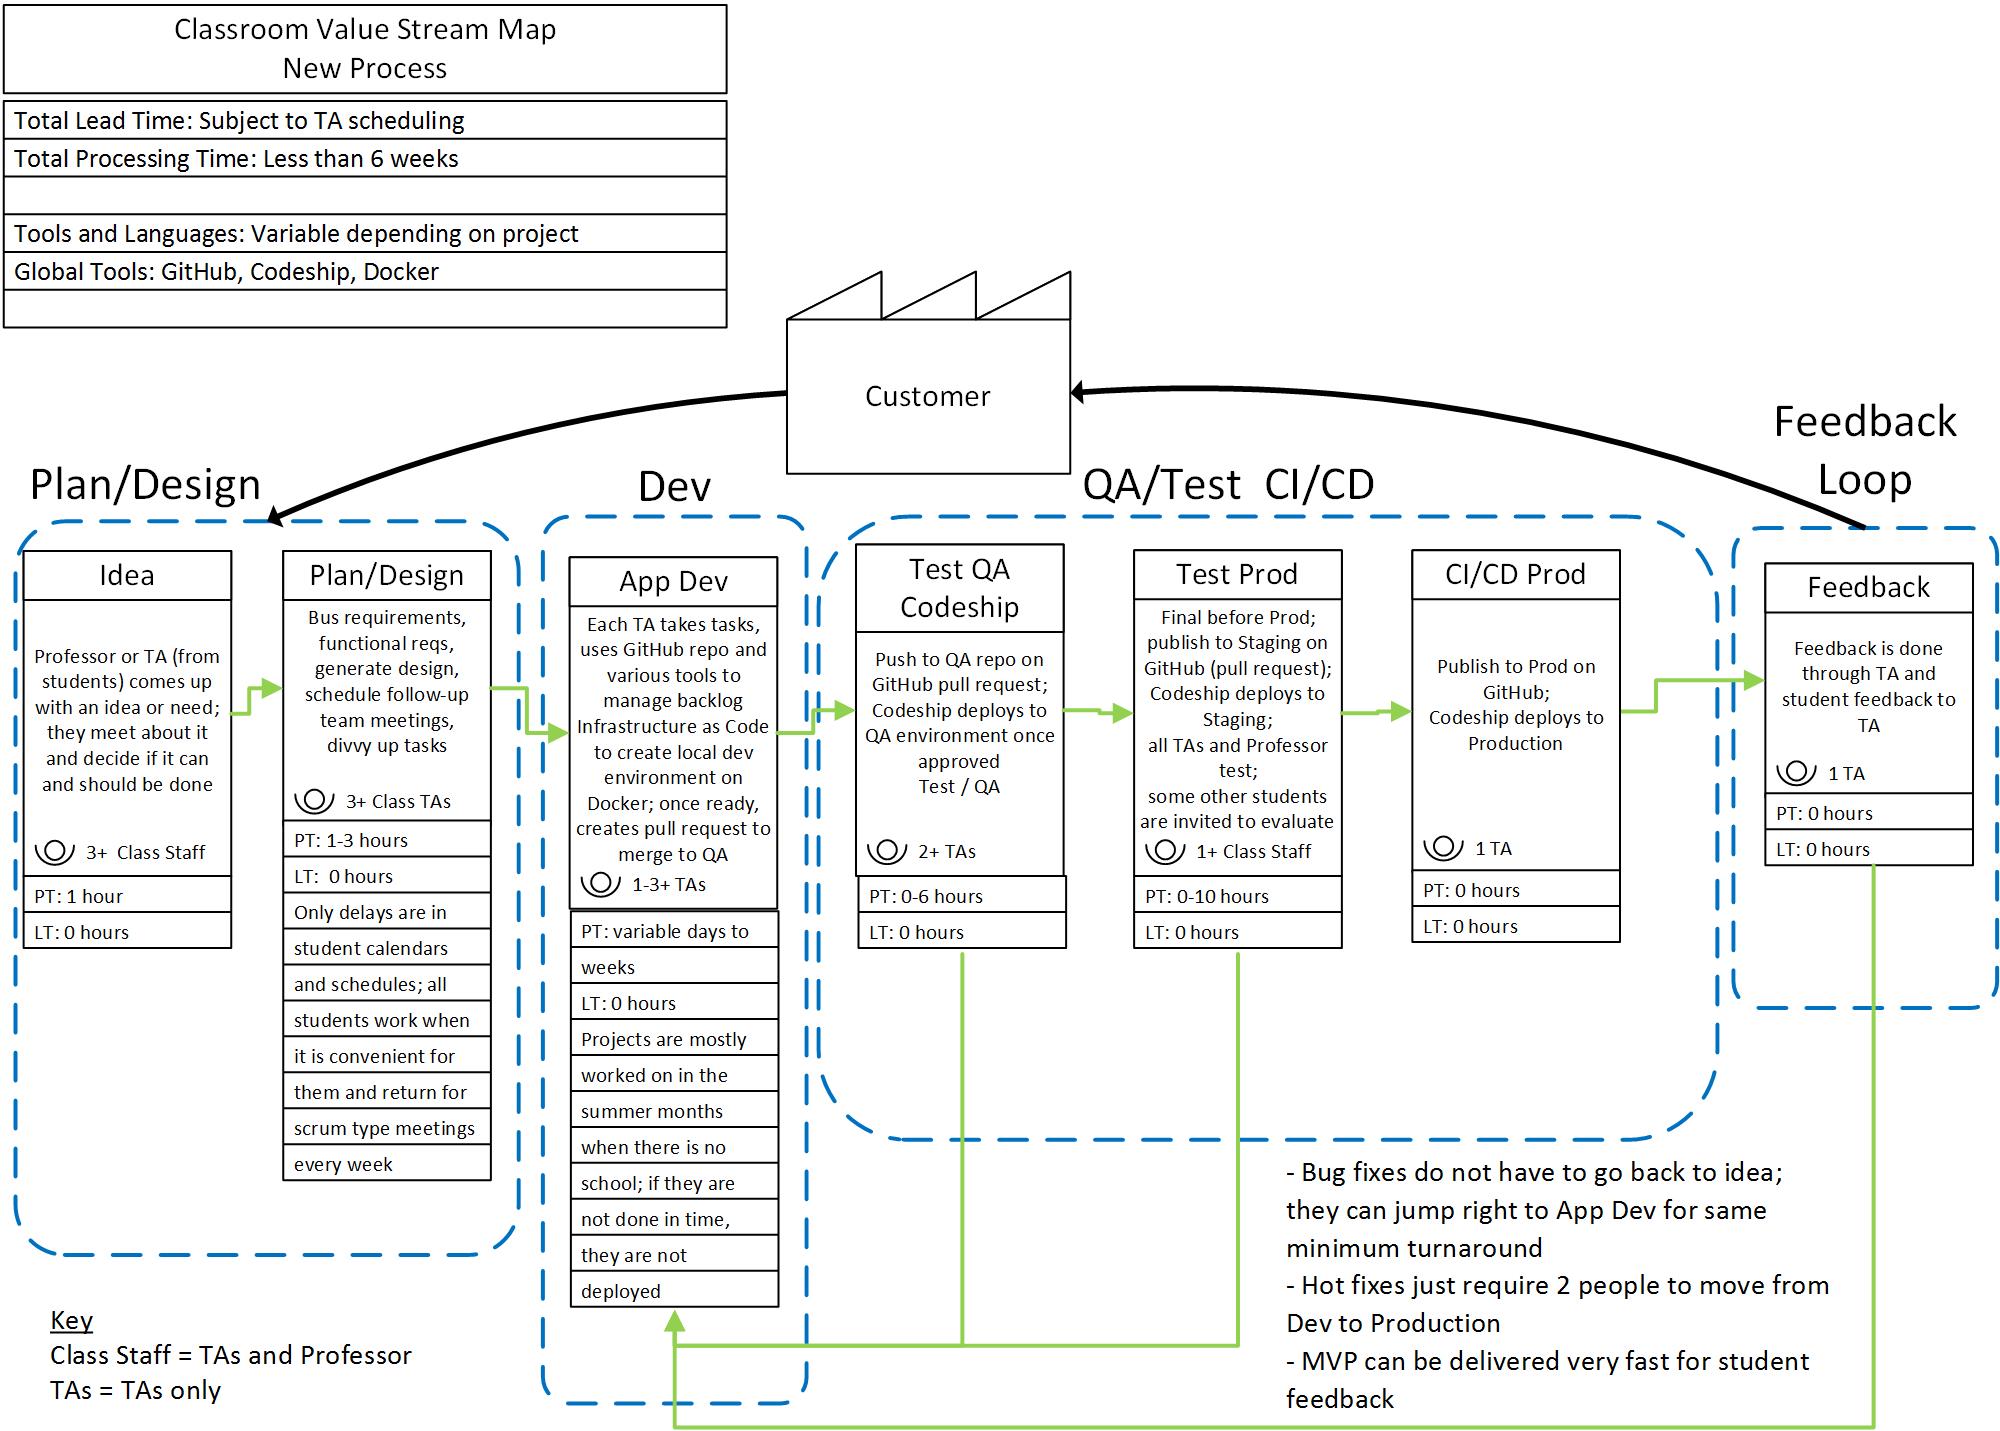 Classroom Value Stream Map
New Process
Total Lead Time: Subject to TA scheduling
Total Processing Time: Less than 6 weeks
Tools and Languages: Variable depending on project
Global Tools: GitHub, Codeship, Docker
Customer
Plan/Design
Dev
QA/Test CI/CD
Feedback
Loop
Idea
Professor or TA (from
students) comes up
with an idea or need;
they meet about it
and decide if it can
and should be done
3+ Class Staff
PT: 1 hour
LT: 0 hours
Plan/Design
Bus requirements,
functional reqs,
generate design,
schedule follow-up
team meetings,
divvy up tasks
3+ Class TAs
PT: 1-3 hours
LT: 0 hours
Only delays are in
student calendars
and schedules; all
students work when
it is convenient for
them and return for
scrum type meetings
every week
App Dev
Each TA takes tasks,
uses GitHub repo and
various tools to
manage backlog
Infrastructure as Code
to create local dev
environment on
Docker; once ready,
creates pull request to
merge to QA
1-3+ TAs
PT: variable days to
weeks
LT: 0 hours
Projects are mostly
worked on in the
summer months
when there is no
school; if they are
not done in time,
they are not
deployed
Test QA
Codeship
Push to QA repo on
GitHub pull request;
Codeship deploys to
QA environment once
approved
Test / QA
2+ TAs
PT: 0-6 hours
LT: 0 hours
Test Prod
Final before Prod;
publish to Staging on
GitHub (pull request);
Codeship deploys to
Staging;
all TAs and Professor
test;
some other students
are invited to evaluate
1+ Class Staff
PT: 0-10 hours
LT: 0 hours
CI/CD Prod
Publish to Prod on
GitHub;
Codeship deploys to
Production
1 TA
PT: 0 hours
LT: 0 hours
Feedback
Feedback is done
through TA and
student feedback to
TA
1 TA
PT: 0 hours
LT: 0 hours
- Bug fixes do not have to go back to idea;
they can jump right to App Dev for same
minimum turnaround
- Hot fixes just require 2 people to move from
Dev to Production
- MVP can be delivered very fast for student
feedback
Key
Class Staff = TAs and Professor
TAs = TAs only